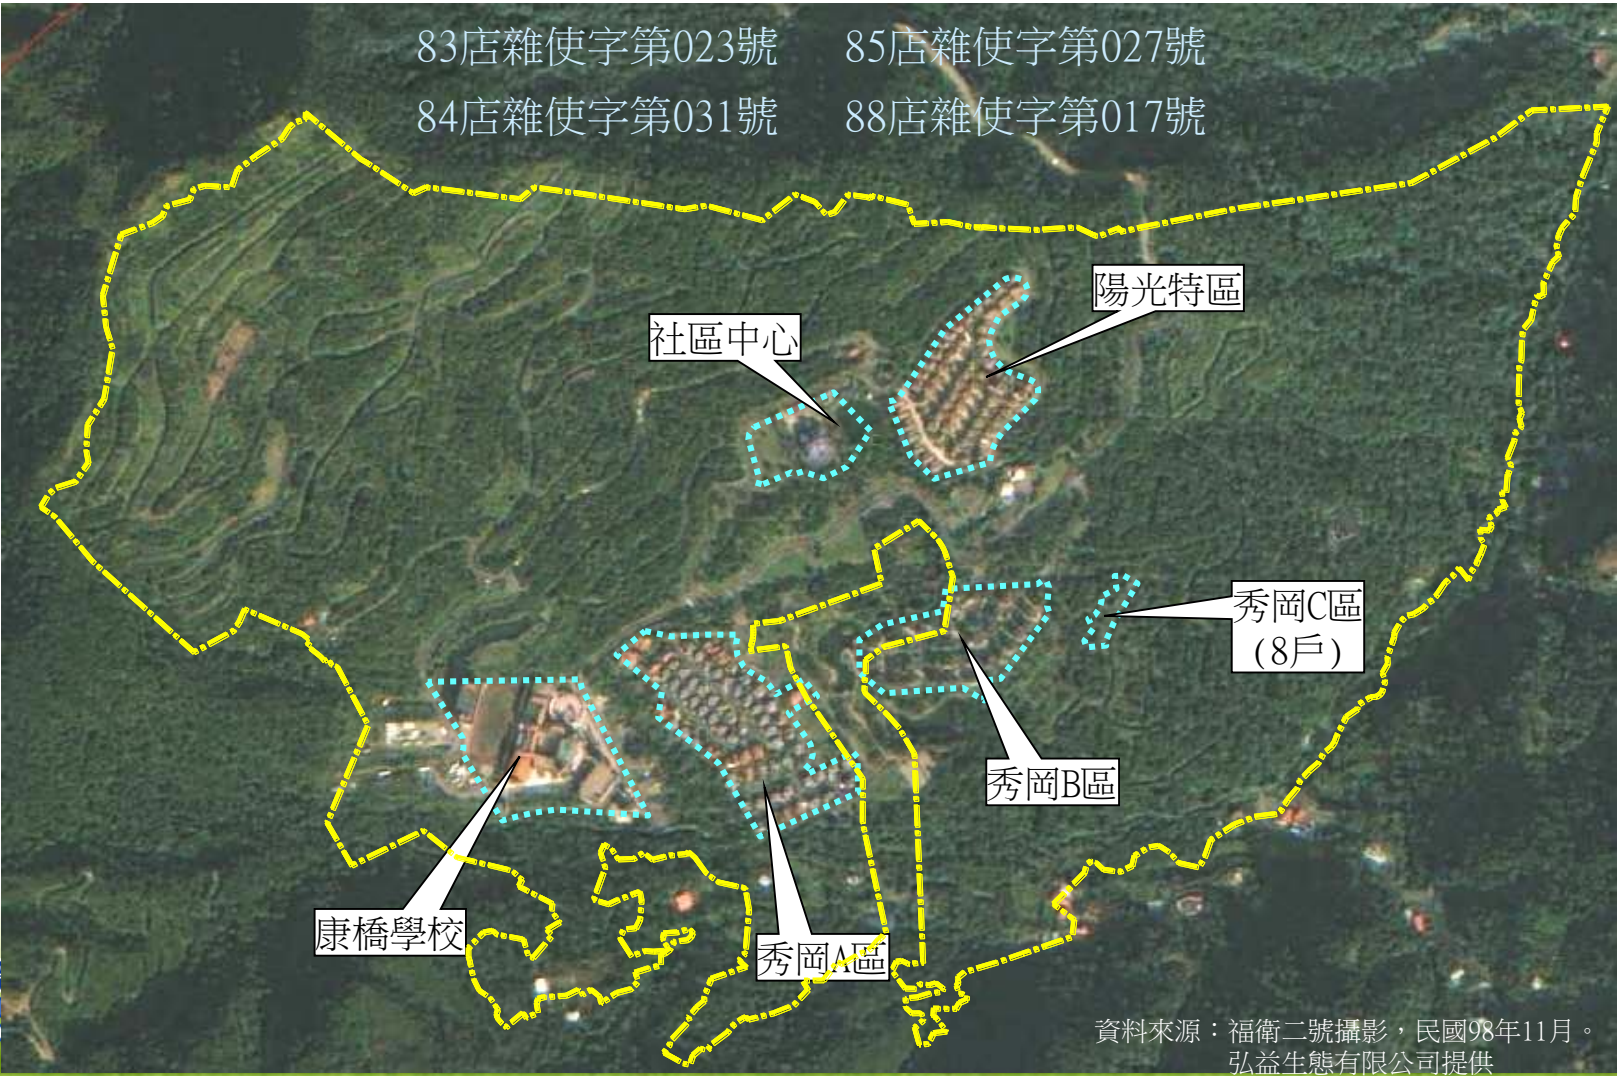 83店雜使字第023號 85店雜使字第027號
84店雜使字第031號 88店雜使字第017號
陽光特區
社區中心
秀岡C區
(8戶)
秀岡B區
康橋學校
秀岡A區
資料來源：福衛二號攝影，民國98年11月。
弘益生態有限公司提供